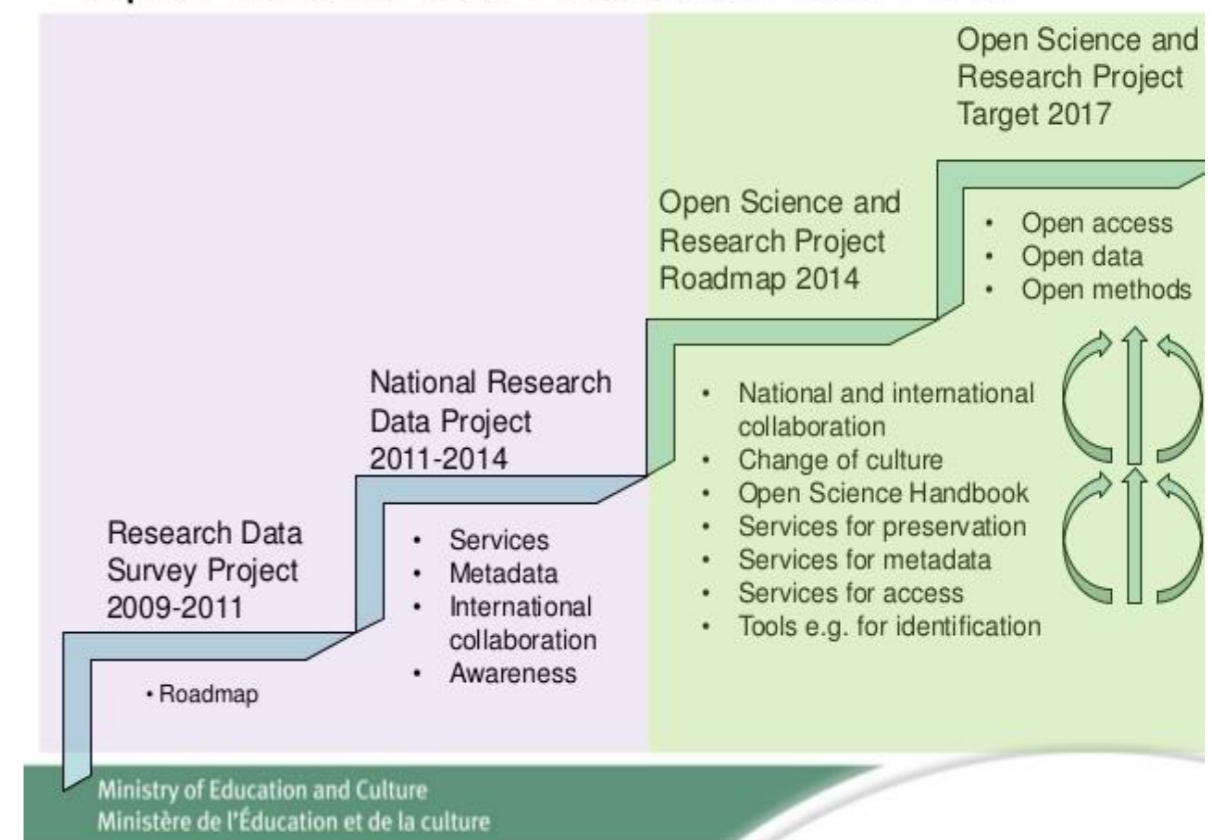 Open Science and
Research Project
Target 2017
Open Science and
Research Project
Roadmap 2014
• Open access
• Open data
• Open methods
National Research
Data Project
2011-2014
• National and international
collaboration
• Change of culture
• Open Science Handbook
• Services for preservation
• Services for metadata
• Services for access
• Tools e.g. for identification
Research Data
Survey Project
2009-2011
• Services
• Metadata
• International
collaboration
• Awareness
• Roadmap
Ministry of Education and Culture
Ministère de l'Éducation et de la culture